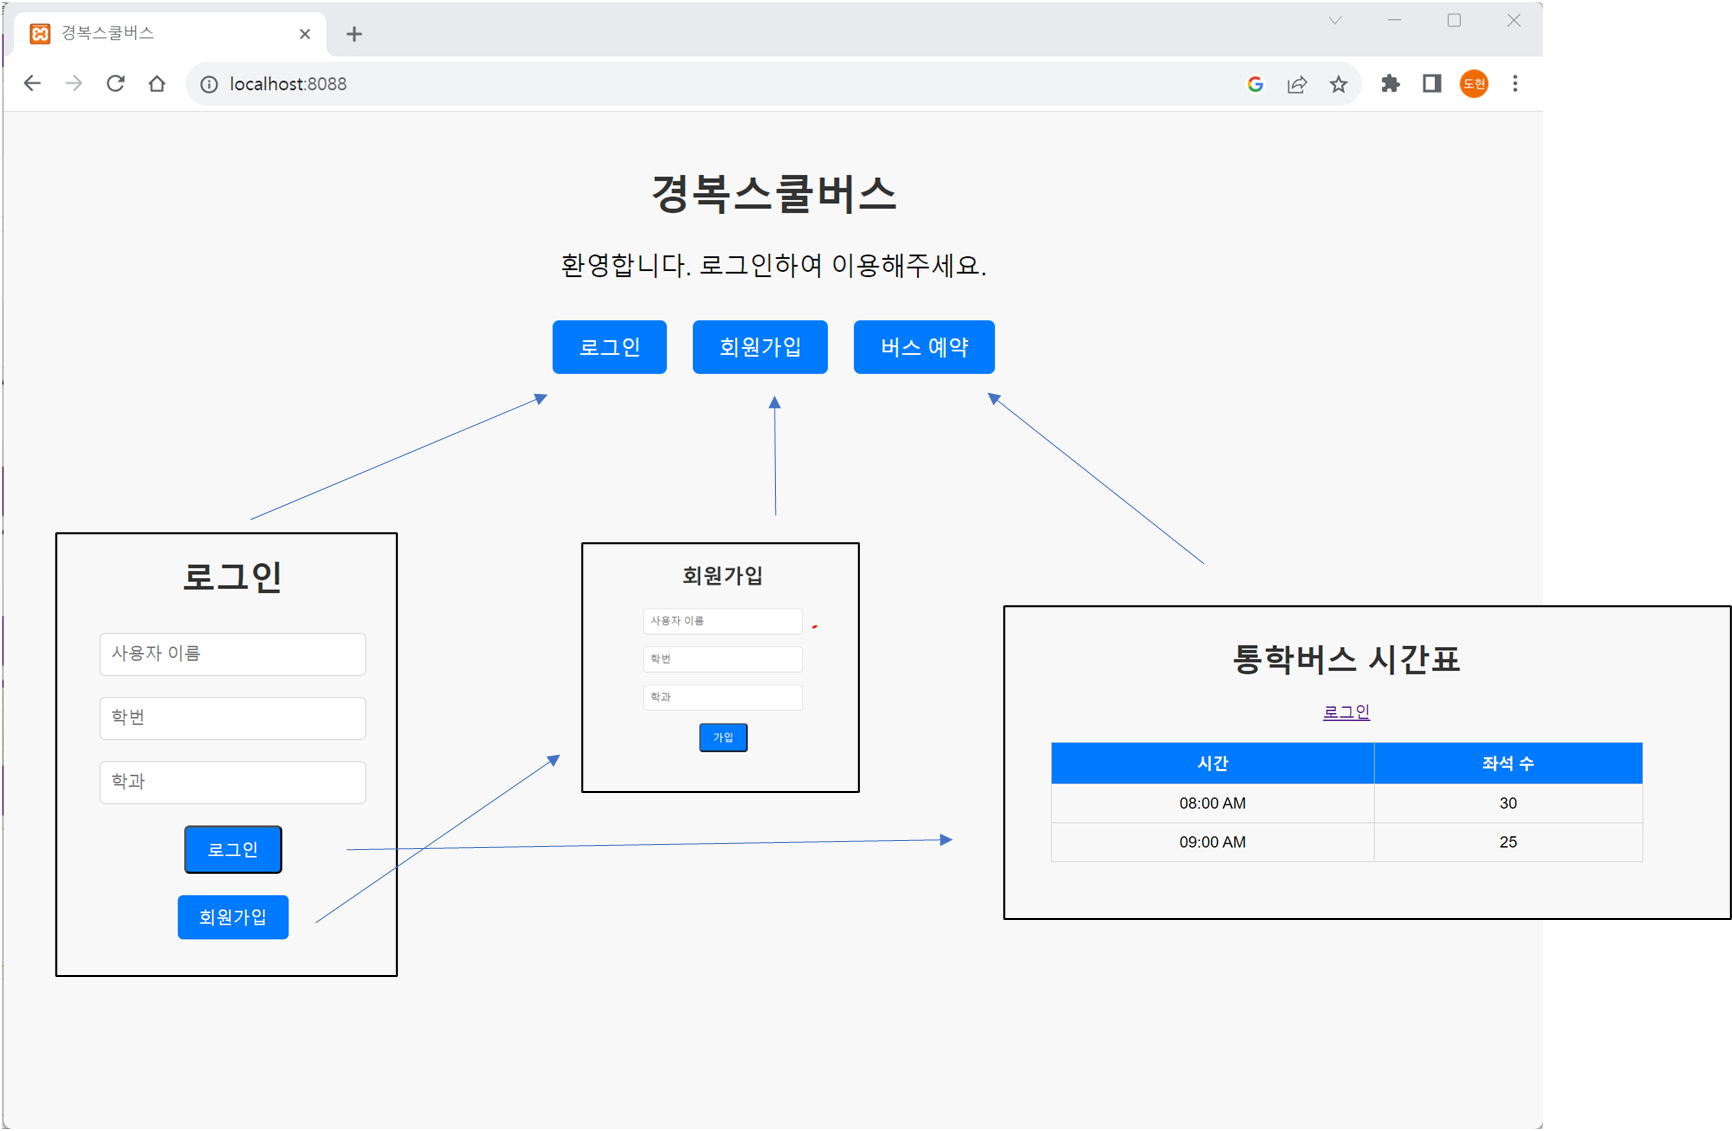 경복스쿨버스
localhost:8088
도현
경복스쿨버스
환영합니다. 로그인하여 이용해주세요.
로그인 회원가입 버스 예약
로그인
사용자 이름
학번
학과
로그인
회원가입
회원가입
사용자 이름
학번
학과
가입
통학버스 시간표
로그인
시간 좌석 수
08:00 AM 30
09:00 AM 25